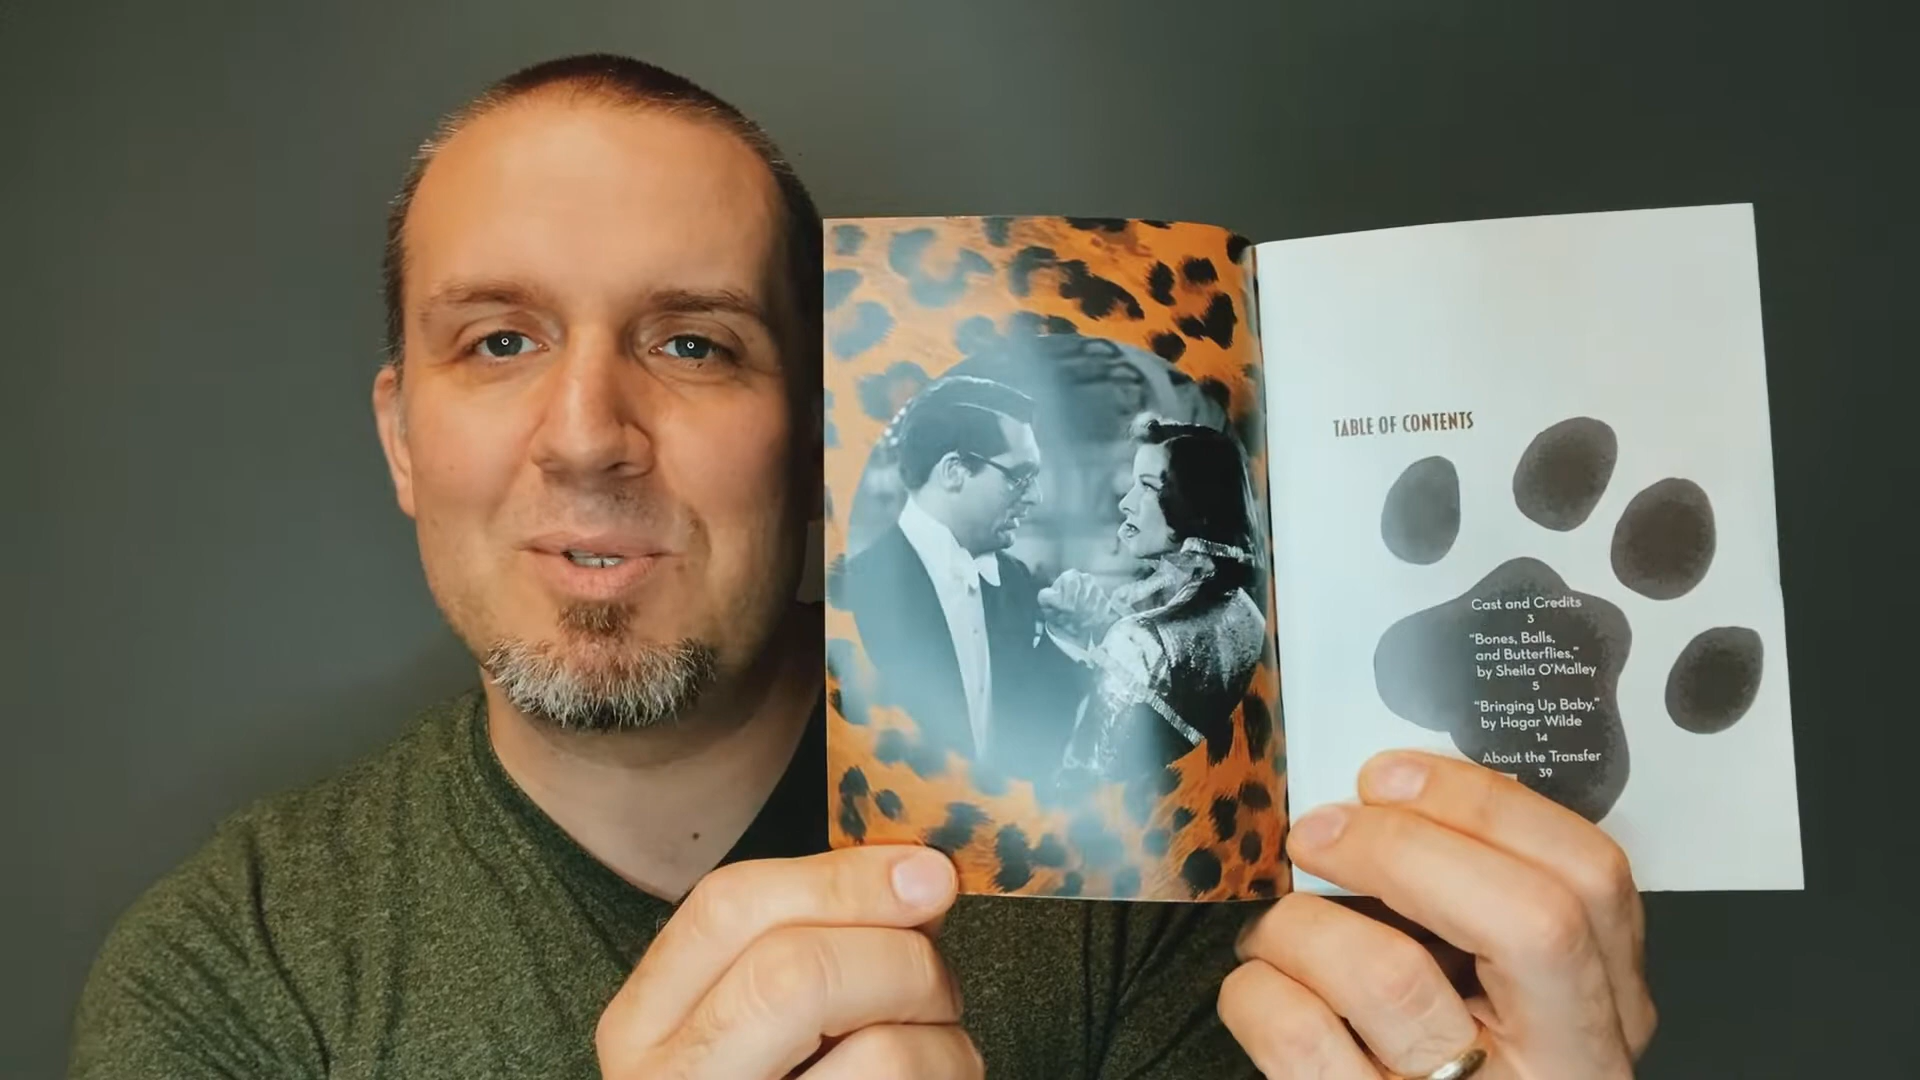 TABLE OF CONTENTS
Cast and Credits
3
"Bones, Balls,
and Butterflies,"
by Sheila O'Malley
5
"Bringing Up Baby,"
by Hagar Wilde
14
About the Transfer
39